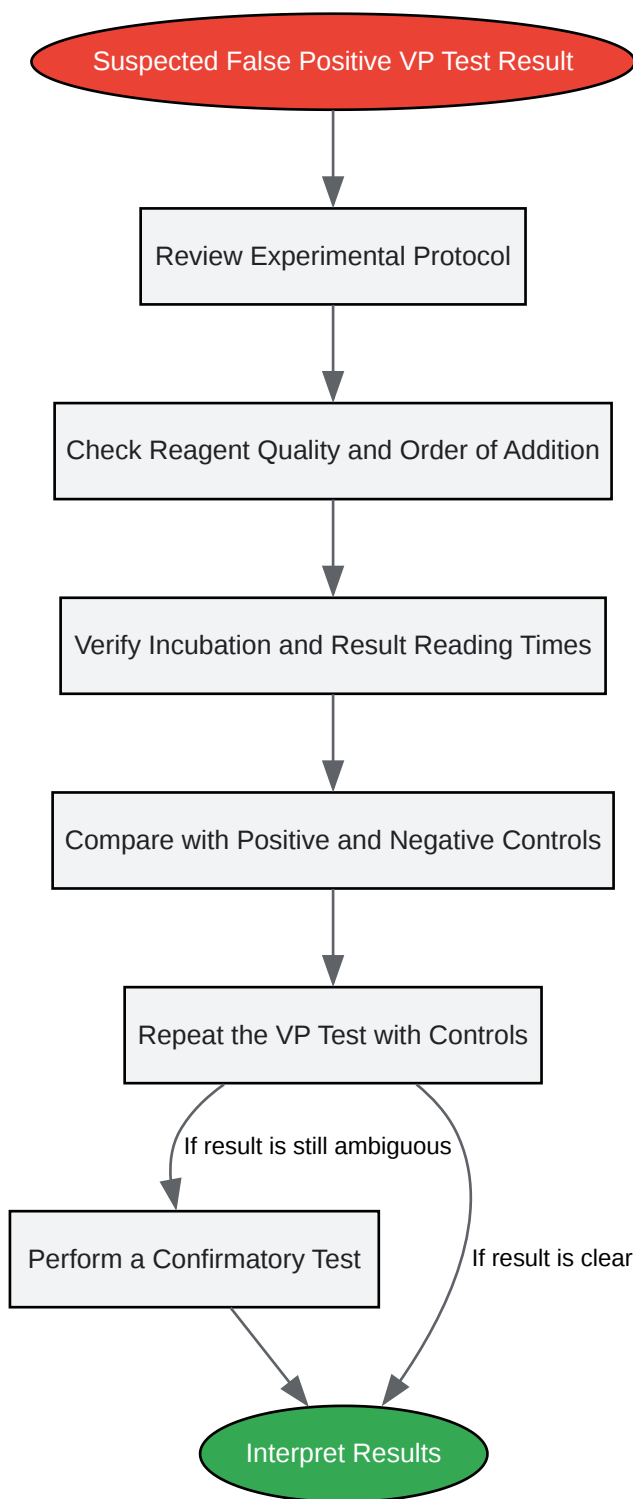 Suspected False Positive VP Test Result
Review Experimental Protocol
Check Reagent Quality and Order of Addition
Verify Incubation and Result Reading Times
Compare with Positive and Negative Controls
Repeat the VP Test with Controls
If result is still ambiguous
Perform a Confirmatory Test
If result is clear
Interpret Results